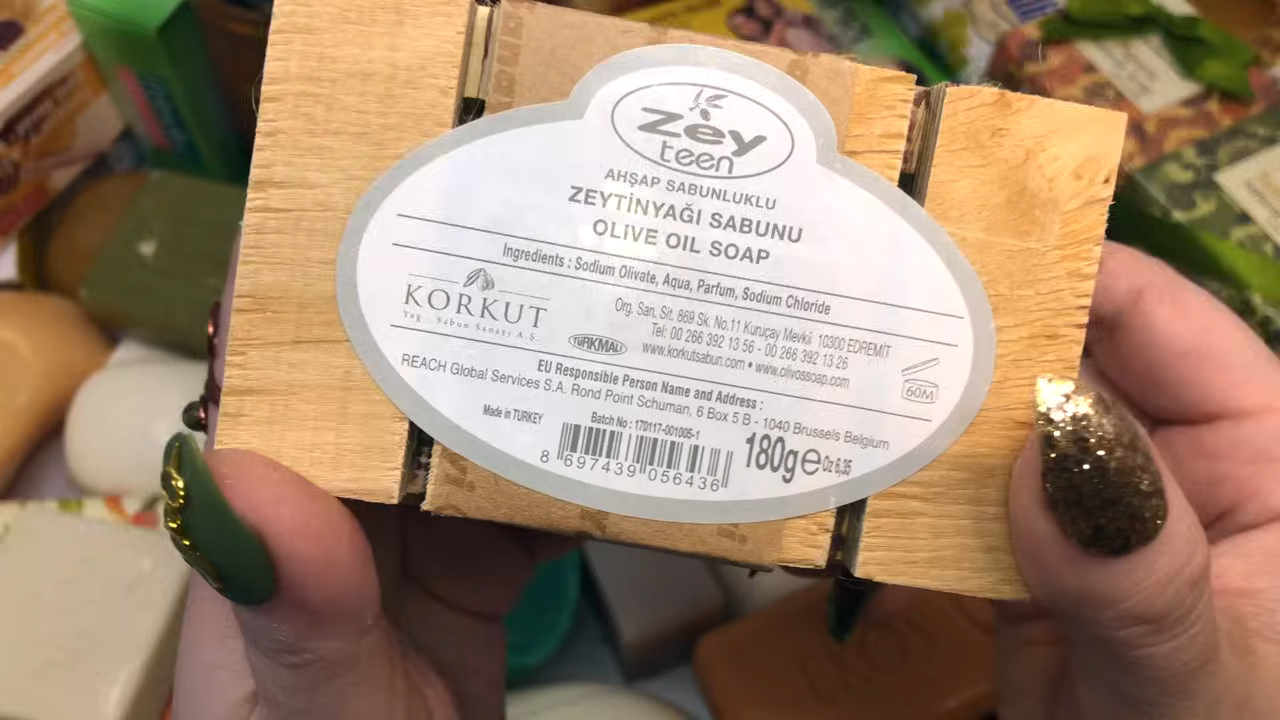 Zey
teen
AHŞAP SABUNLUKLU
ZEYTİNYAĞI SABUNU
OLIVE OIL SOAP
Ingredients : Sodium Olivate, Aqua, Parfum, Sodium Chloride
KORKUT
Yağ - Sabun Sanayi A.Ş.
Org. San. Sit. 869 Sk. No.11 Kuruçay Mevkii 10300 EDREMİT
Tel: 00 266 392 13 56 - 00 266 392 13 26
TÜRKMALI
www.korkutsabun.com • www.olivossoap.com
60M
EU Responsible Person Name and Address :
REACH Global Services S.A. Rond Point Schuman, 6 Box 5 B - 1040 Brussels Belgium
Made in TURKEY
Batch No : 170117-001005-1
8 697439 056436
180g e Oz 6,35